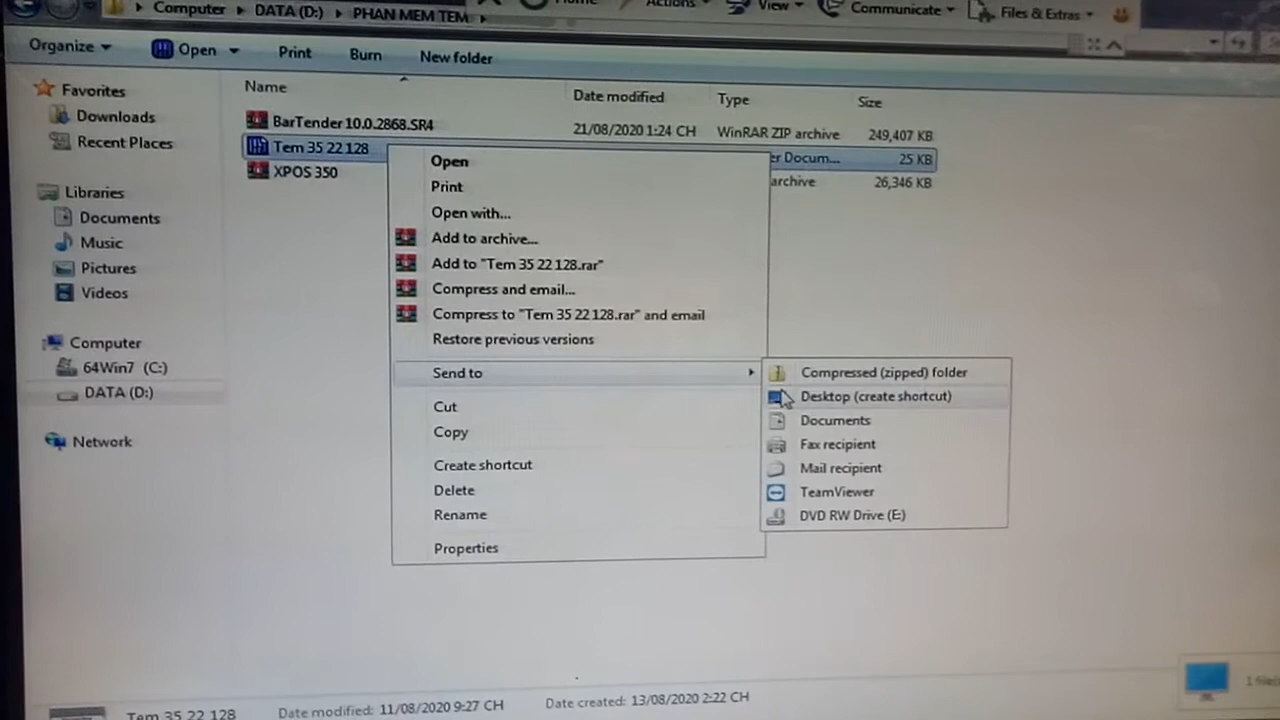 Computer DATA (D:) PHAN MEM TEM
Actions
View
Communicate
Files & Extras
Organize
Open
Print
Burn
New folder
Favorites
Downloads
Recent Places
Libraries
Documents
Music
Pictures
Videos
Computer
64Win7 (C:)
DATA (D:)
Network
Name Date modified Type Size
BarTender 10.0.2868.SR4 21/08/2020 1:24 CH WinRAR ZIP archive 249,407 KB
Tem 35 22 128 er Docum... 25 KB
XPOS 350 archive 26,346 KB
Open
Print
Open with...
Add to archive...
Add to "Tem 35 22 128.rar"
Compress and email...
Compress to "Tem 35 22 128.rar" and email
Restore previous versions
Send to
Cut
Copy
Create shortcut
Delete
Rename
Properties
Compressed (zipped) folder
Desktop (create shortcut)
Documents
Fax recipient
Mail recipient
TeamViewer
DVD RW Drive (E:)
Tem 35 22 128 Date modified: 11/08/2020 9:27 CH Date created: 13/08/2020 2:22 CH